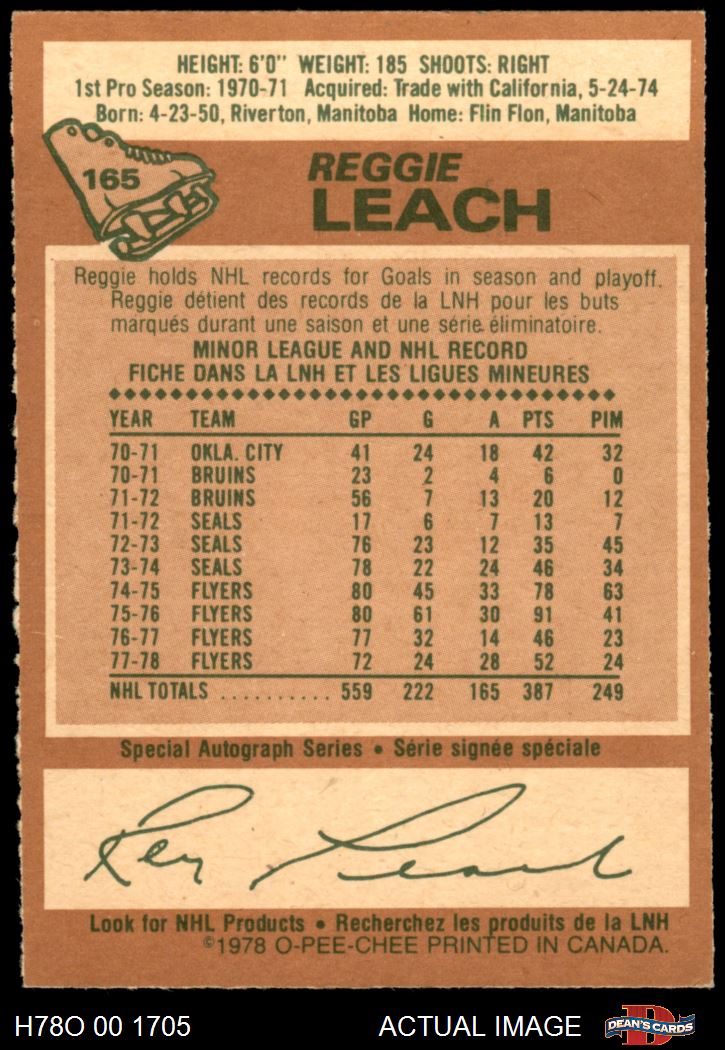 HEIGHT: 6'0" WEIGHT: 185 SHOOTS: RIGHT
1st Pro Season: 1970-71 Acquired: Trade with California, 5-24-74
Born: 4-23-50, Riverton, Manitoba Home: Flin Flon, Manitoba
165
REGGIE
LEACH
Reggie holds NHL records for Goals in season and playoff.
Reggie détient des records de la LNH pour les buts
marqués durant une saison et une série éliminatoire.
MINOR LEAGUE AND NHL RECORD
FICHE DANS LA LNH ET LES LIGUES MINEURES
YEAR TEAM GP G A PTS PIM
70-71 OKLA. CITY 41 24 18 42 32
70-71 BRUINS 23 2 4 6 0
71-72 BRUINS 56 7 13 20 12
71-72 SEALS 17 6 7 13 7
72-73 SEALS 76 23 12 35 45
73-74 SEALS 78 22 24 46 34
74-75 FLYERS 80 45 33 78 63
75-76 FLYERS 80 61 30 91 41
76-77 FLYERS 77 32 14 46 23
77-78 FLYERS 72 24 28 52 24
NHL TOTALS .......... 559 222 165 387 249
Special Autograph Series • Série signée spéciale
Reg Leach
Look for NHL Products • Recherchez les produits de la LNH
©1978 O-PEE-CHEE PRINTED IN CANADA.
H78O 00 1705 ACTUAL IMAGE D DEAN'S CARDS